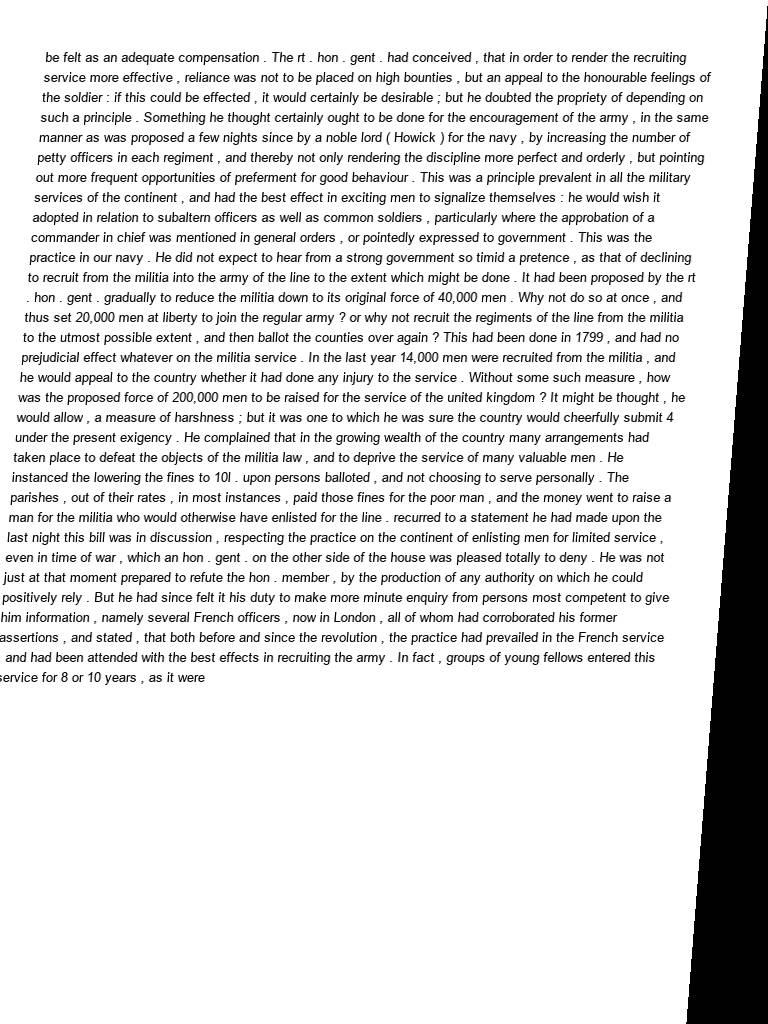 be felt as an adequate compensation . The rt . hon . gent . had conceived , that in order to render the recruiting
service more effective , reliance was not to be placed on high bounties , but an appeal to the honourable feelings of
the soldier : if this could be effected , it would certainly be desirable ; but he doubted the propriety of depending on
such a principle . Something he thought certainly ought to be done for the encouragement of the army , in the same
manner as was proposed a few nights since by a noble lord ( Howick ) for the navy , by increasing the number of
petty officers in each regiment , and thereby not only rendering the discipline more perfect and orderly , but pointing
out more frequent opportunities of preferment for good behaviour . This was a principle prevalent in all the military
services of the continent , and had the best effect in exciting men to signalize themselves : he would wish it
adopted in relation to subaltern officers as well as common soldiers , particularly where the approbation of a
commander in chief was mentioned in general orders , or pointedly expressed to government . This was the
practice in our navy . He did not expect to hear from a strong government so timid a pretence , as that of declining
to recruit from the militia into the army of the line to the extent which might be done . It had been proposed by the rt
. hon . gent . gradually to reduce the militia down to its original force of 40,000 men . Why not do so at once , and
thus set 20,000 men at liberty to join the regular army ? or why not recruit the regiments of the line from the militia
to the utmost possible extent , and then ballot the counties over again ? This had been done in 1799 , and had no
prejudicial effect whatever on the militia service . In the last year 14,000 men were recruited from the militia , and
he would appeal to the country whether it had done any injury to the service . Without some such measure , how
was the proposed force of 200,000 men to be raised for the service of the united kingdom ? It might be thought , he
would allow , a measure of harshness ; but it was one to which he was sure the country would cheerfully submit 4
under the present exigency . He complained that in the growing wealth of the country many arrangements had
taken place to defeat the objects of the militia law , and to deprive the service of many valuable men . He
instanced the lowering the fines to 10l . upon persons balloted , and not choosing to serve personally . The
parishes , out of their rates , in most instances , paid those fines for the poor man , and the money went to raise a
man for the militia who would otherwise have enlisted for the line . recurred to a statement he had made upon the
last night this bill was in discussion , respecting the practice on the continent of enlisting men for limited service ,
even in time of war , which an hon . gent . on the other side of the house was pleased totally to deny . He was not
just at that moment prepared to refute the hon . member , by the production of any authority on which he could
positively rely . But he had since felt it his duty to make more minute enquiry from persons most competent to give
him information , namely several French officers , now in London , all of whom had corroborated his former
assertions , and stated , that both before and since the revolution , the practice had prevailed in the French service
, and had been attended with the best effects in recruiting the army . In fact , groups of young fellows entered this
service for 8 or 10 years , as it were